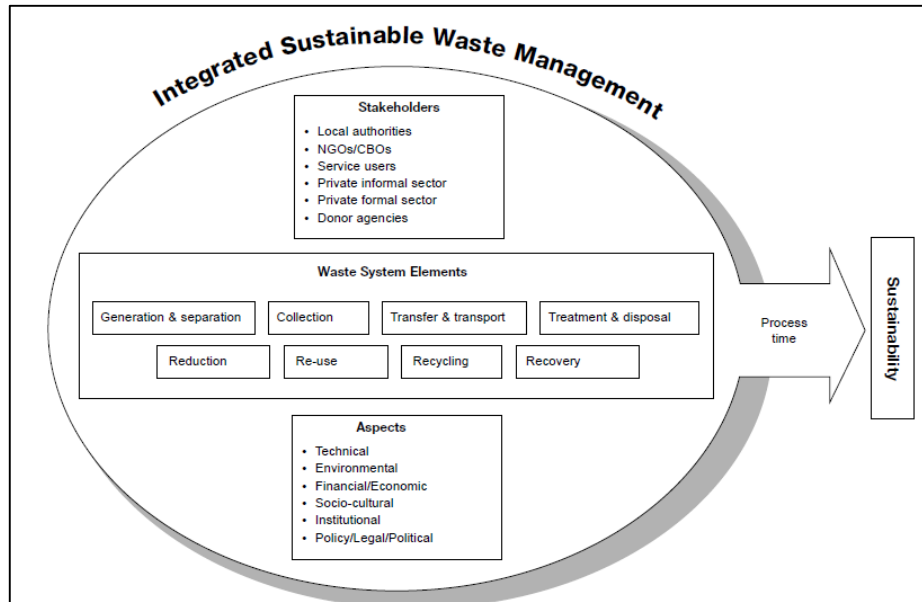 Integrated Sustainable Waste Management
Stakeholders
• Local authorities
• NGOs/CBOs
• Service users
• Private informal sector
• Private formal sector
• Donor agencies
Waste System Elements
Generation & separation
Collection
Transfer & transport
Treatment & disposal
Reduction
Re-use
Recycling
Recovery
Aspects
• Technical
• Environmental
• Financial/Economic
• Socio-cultural
• Institutional
• Policy/Legal/Political
Process
time
Sustainability